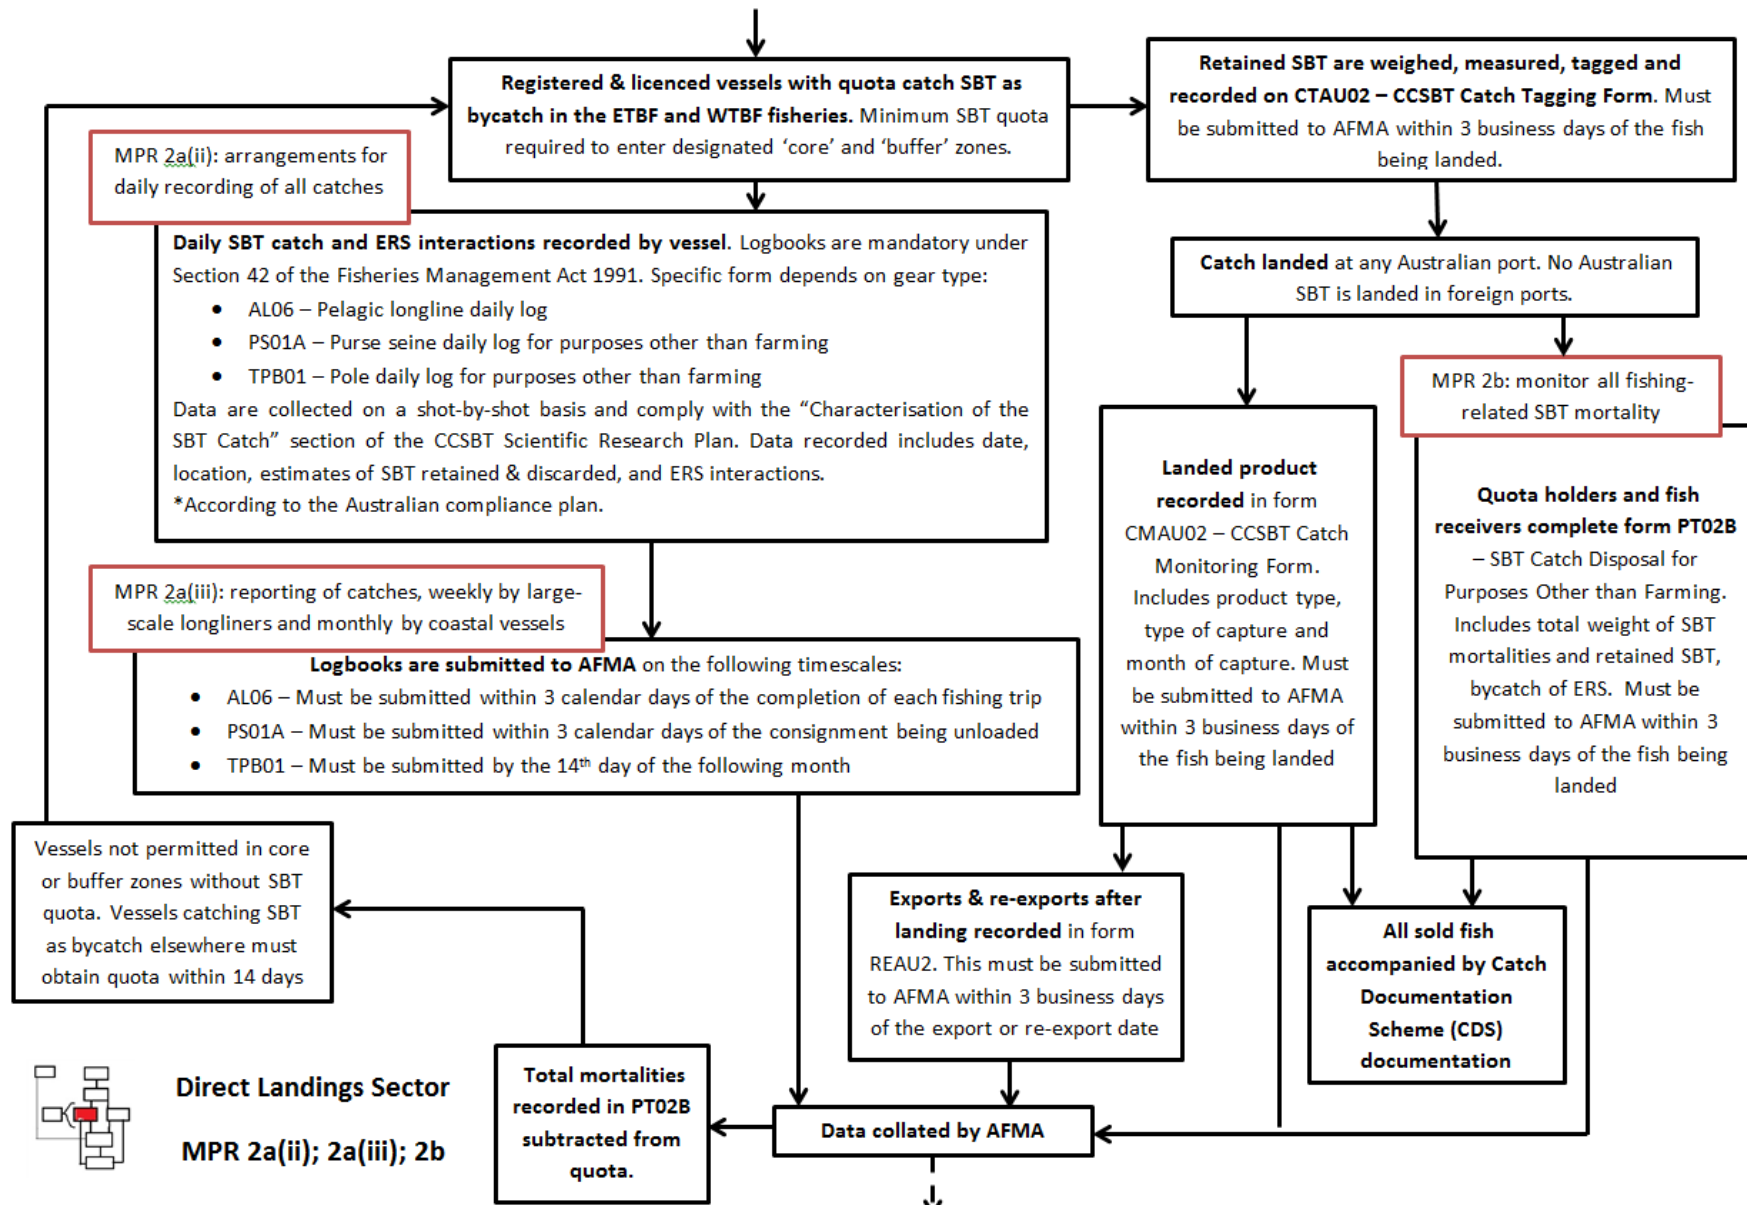 Registered & licenced vessels with quota catch SBT as
bycatch in the ETBF and WTBF fisheries. Minimum SBT quota
required to enter designated ‘core’ and ‘buffer’ zones.
Retained SBT are weighed, measured, tagged and
recorded on CTAU02 – CCSBT Catch Tagging Form. Must
be submitted to AFMA within 3 business days of the fish
being landed.
MPR 2a(ii): arrangements for
daily recording of all catches
Daily SBT catch and ERS interactions recorded by vessel. Logbooks are mandatory under
Section 42 of the Fisheries Management Act 1991. Specific form depends on gear type:
• AL06 – Pelagic longline daily log
• PS01A – Purse seine daily log for purposes other than farming
• TPB01 – Pole daily log for purposes other than farming
Data are collected on a shot-by-shot basis and comply with the “Characterisation of the
SBT Catch” section of the CCSBT Scientific Research Plan. Data recorded includes date,
location, estimates of SBT retained & discarded, and ERS interactions.
*According to the Australian compliance plan.
Catch landed at any Australian port. No Australian
SBT is landed in foreign ports.
MPR 2b: monitor all fishing-
related SBT mortality
Landed product
recorded in form
CMAU02 – CCSBT Catch
Monitoring Form.
Includes product type,
type of capture and
month of capture. Must
be submitted to AFMA
within 3 business days of
the fish being landed
Quota holders and fish
receivers complete form PT02B
– SBT Catch Disposal for
Purposes Other than Farming.
Includes total weight of SBT
mortalities and retained SBT,
bycatch of ERS. Must be
submitted to AFMA within 3
business days of the fish being
landed
MPR 2a(iii): reporting of catches, weekly by large-
scale longliners and monthly by coastal vessels
Logbooks are submitted to AFMA on the following timescales:
• AL06 – Must be submitted within 3 calendar days of the completion of each fishing trip
• PS01A – Must be submitted within 3 calendar days of the consignment being unloaded
• TPB01 – Must be submitted by the 14th day of the following month
Vessels not permitted in core
or buffer zones without SBT
quota. Vessels catching SBT
as bycatch elsewhere must
obtain quota within 14 days
Exports & re-exports after
landing recorded in form
REAU2. This must be submitted
to AFMA within 3 business days
of the export or re-export date
All sold fish
accompanied by Catch
Documentation
Scheme (CDS)
documentation
Direct Landings Sector
MPR 2a(ii); 2a(iii); 2b
Total mortalities
recorded in PT02B
subtracted from
quota.
Data collated by AFMA